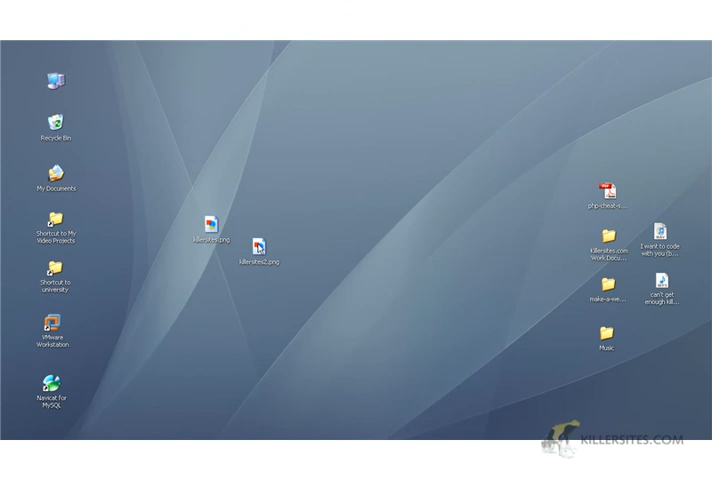 Recycle Bin
My Documents
Shortcut to My
Video Projects
Shortcut to
university
VMware
Workstation
Navicat for
MySQL
killersites.png
killersites2.png
php-cheat-s...
Killersites.com
Work Docu...
make-a-we...
Music
I want to code
with you (b...
can't get
enough kill...
KILLERSITES.COM